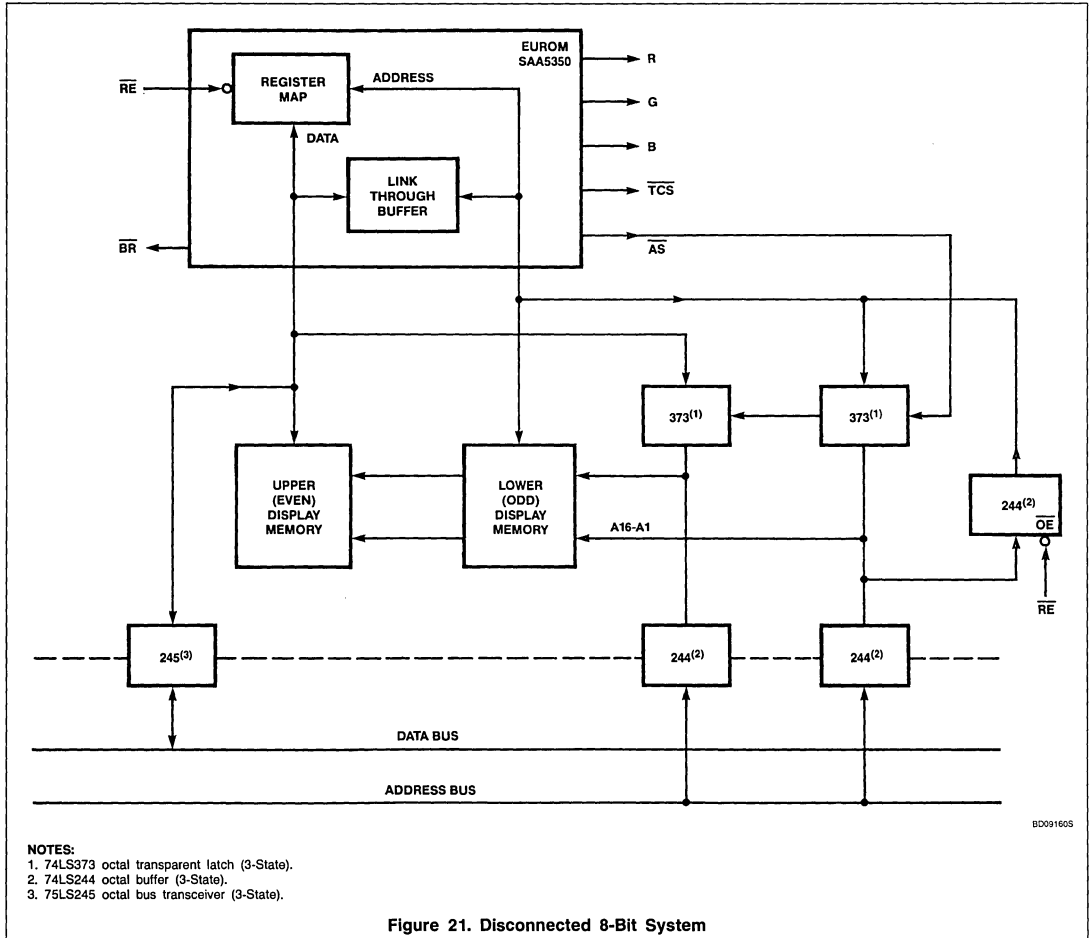 EUROM
SAA5350
R
REGISTER
MAP
ADDRESS
RE
G
DATA
B
LINK
THROUGH
BUFFER
TCS
BR
AS
373(1)
373(1)
UPPER
(EVEN)
DISPLAY
MEMORY
LOWER
(ODD)
DISPLAY
MEMORY
244(2)
OE
A16-A1
RE
245(3)
244(2)
244(2)
DATA BUS
ADDRESS BUS
BD09160S
NOTES:
1. 74LS373 octal transparent latch (3-State).
2. 74LS244 octal buffer (3-State).
3. 75LS245 octal bus transceiver (3-State).
Figure 21. Disconnected 8-Bit System